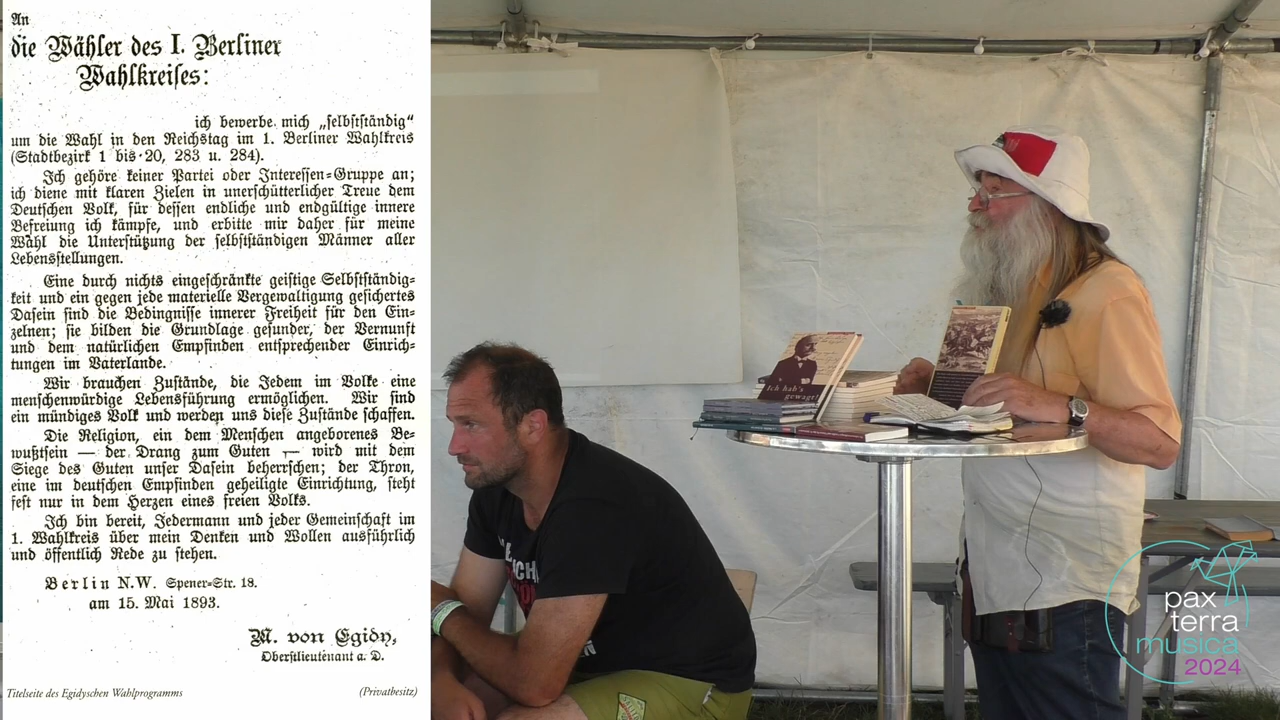 An
die Wähler des I. Berliner
Wahlkreises:
ich bewerbe mich „selbstständig“
um die Wahl in den Reichstag im 1. Berliner Wahlkreis
(Stadtbezirk 1 bis 20, 283 u. 284).
Ich gehöre keiner Partei oder Interessen-Gruppe an;
ich diene mit klaren Zielen in unerschütterlicher Treue dem
Deutschen Volk, für dessen endliche und endgültige innere
Befreiung ich kämpfe, und erbitte mir daher für meine
Wahl die Unterstützung der selbstständigen Männer aller
Lebensstellungen.
Eine durch nichts eingeschränkte geistige Selbstständig-
keit und ein gegen jede materielle Vergewaltigung gesichertes
Dasein sind die Bedingnisse innerer Freiheit für den Ein-
zelnen; sie bilden die Grundlage gesunder, der Vernunft
und dem natürlichen Empfinden entsprechender Einrich-
tungen im Vaterlande.
Wir brauchen Zustände, die Jedem im Volke eine
menschenwürdige Lebensführung ermöglichen. Wir sind
ein mündiges Volk und werden uns diese Zustände schaffen.
Die Religion, ein dem Menschen angeborenes Be-
wußtsein — der Drang zum Guten — wird mit dem
Siege des Guten unser Dasein beherrschen; der Thron,
eine im deutschen Empfinden geheiligte Einrichtung, steht
fest nur in dem Herzen eines freien Volks.
Ich bin bereit, Jedermann und jeder Gemeinschaft im
1. Wahlkreis über mein Denken und Wollen ausführlich
und öffentlich Rede zu stehen.
Berlin N.W. Spener-Str. 18.
am 15. Mai 1893.
M. von Egidy,
Oberstlieutenant a. D.
Titelseite des Egidyschen Wahlprogramms (Privatbesitz)
Ich hab's
gewagt!
pax
terra
musica
2024